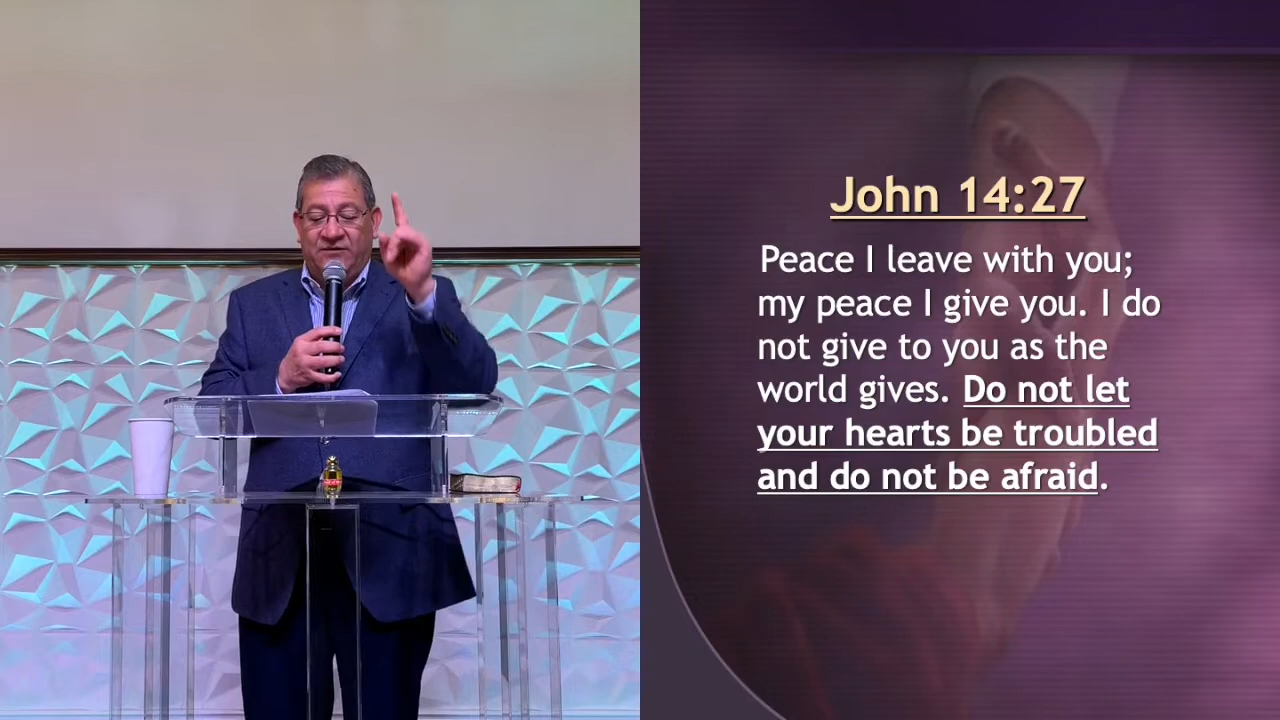 John 14:27
Peace I leave with you;
my peace I give you. I do
not give to you as the
world gives. Do not let
your hearts be troubled
and do not be afraid.